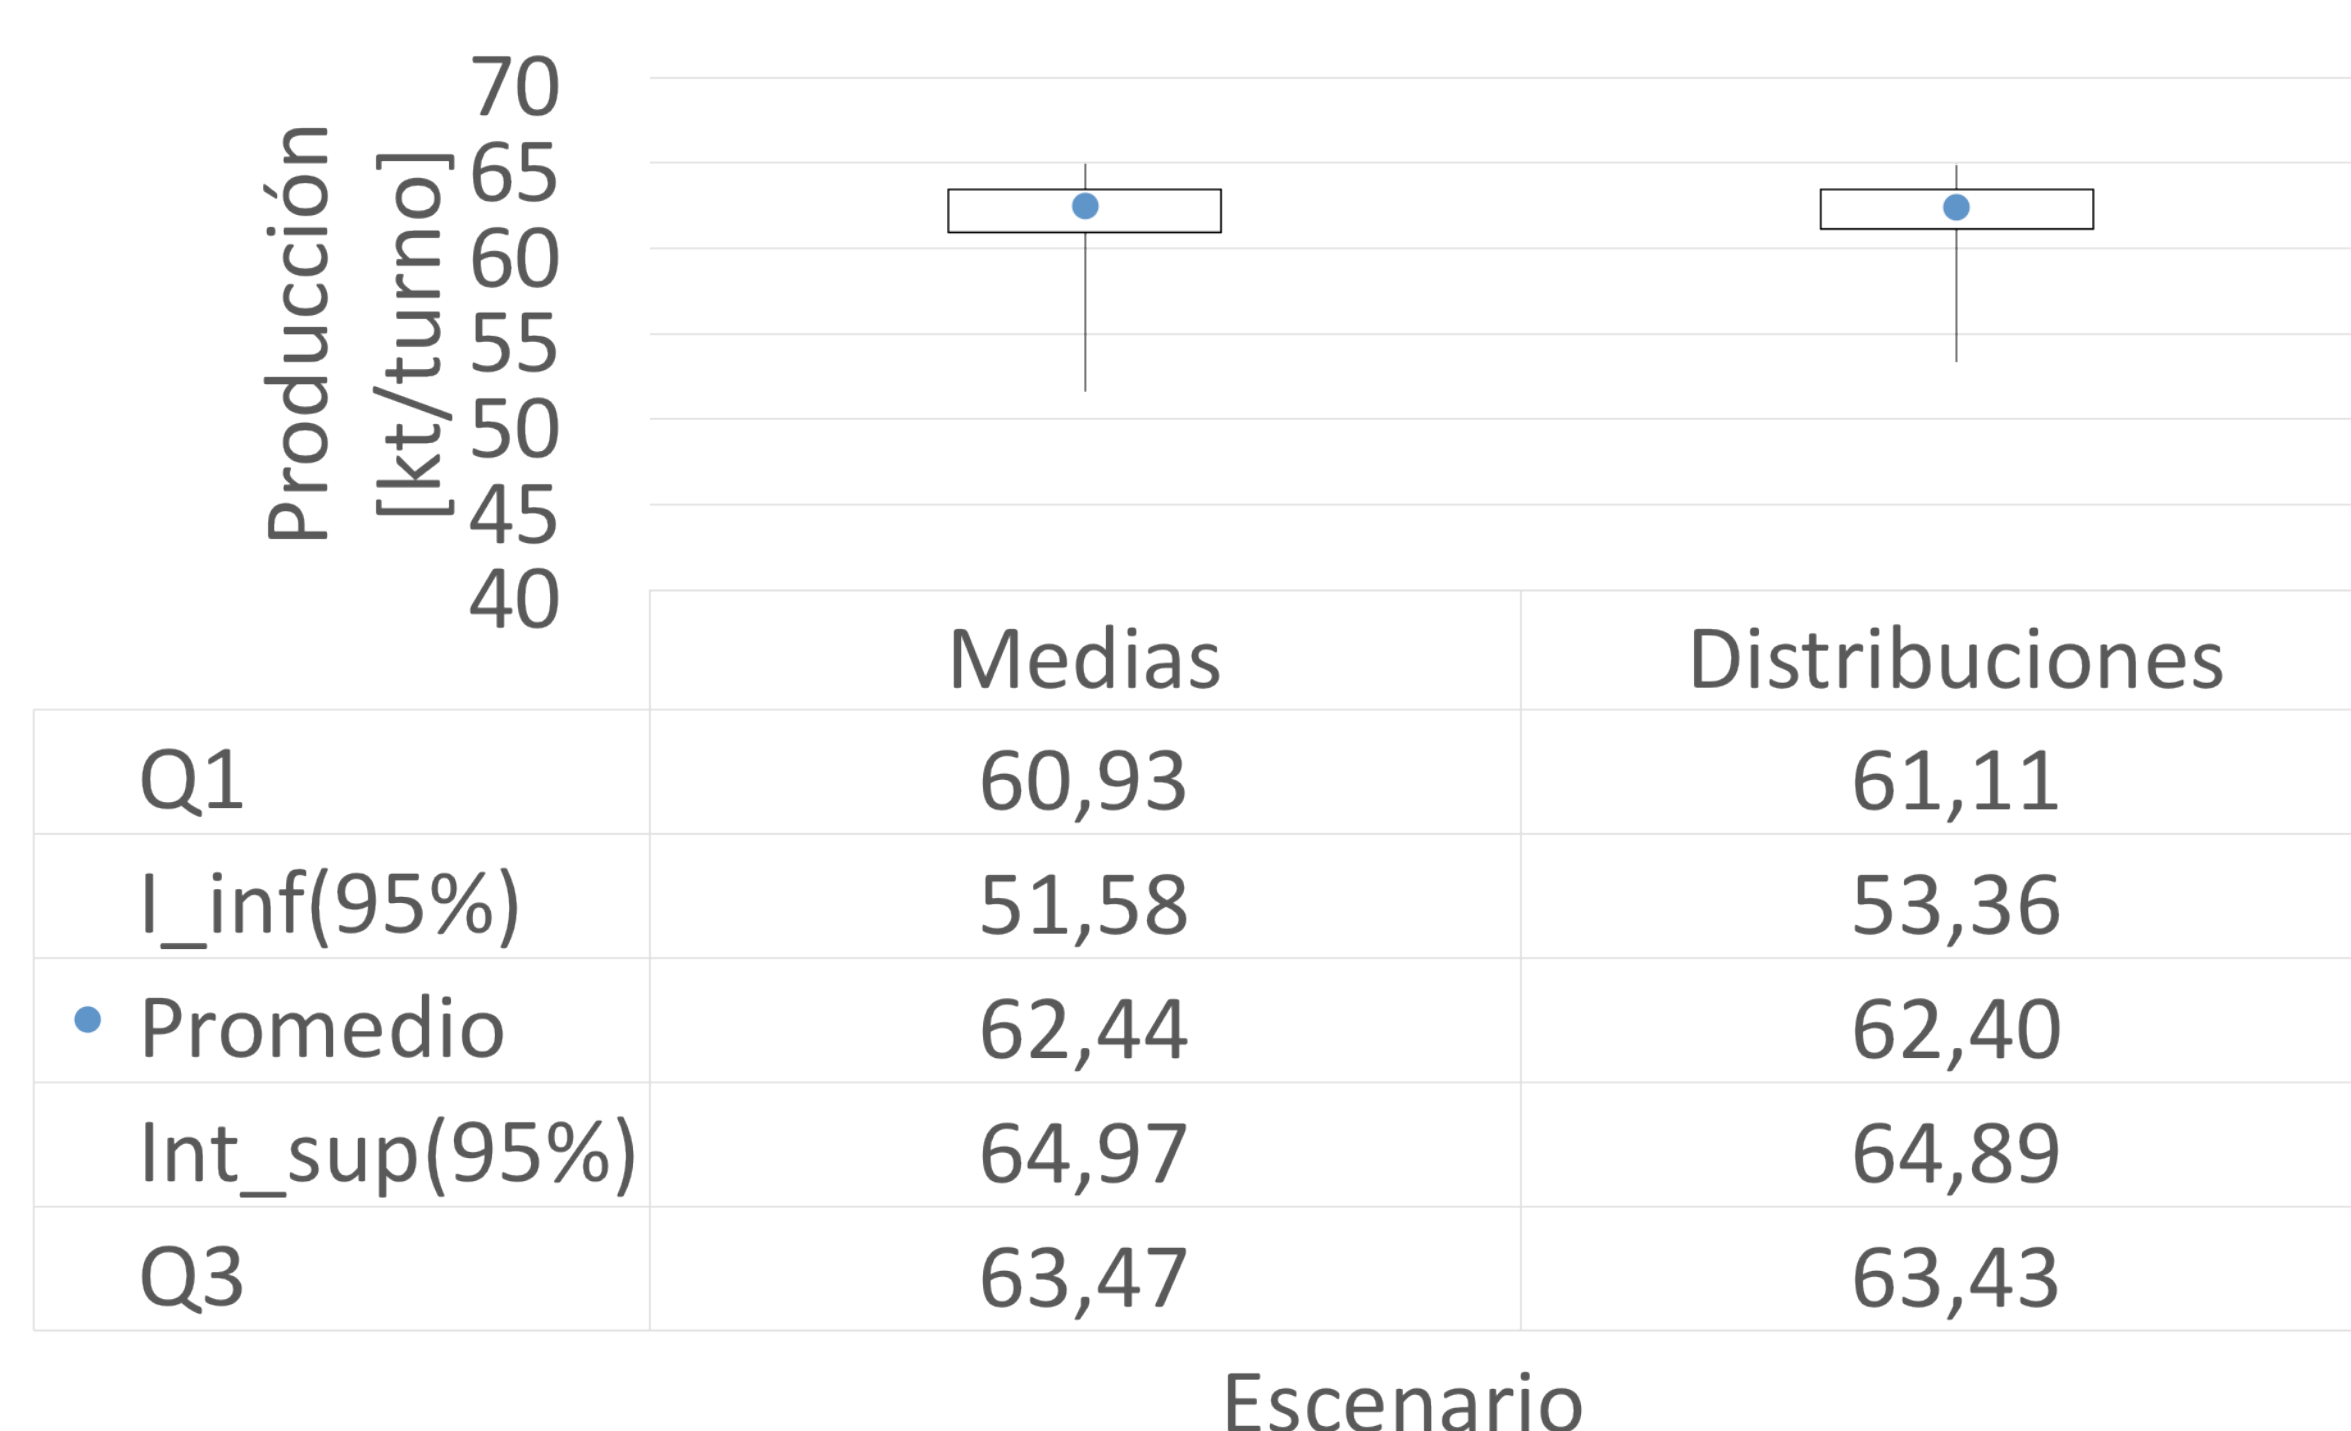 Producción
[kt/turno]
70
65
60
55
50
45
40
Medias Distribuciones
Q1 60,93 61,11
I_inf(95%) 51,58 53,36
Promedio 62,44 62,40
Int_sup(95%) 64,97 64,89
Q3 63,47 63,43
Escenario